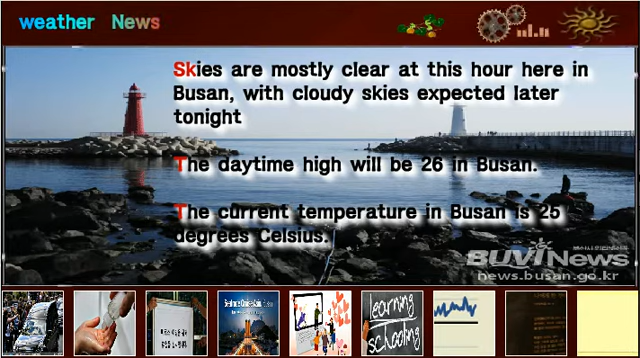 weather News
Skies are mostly clear at this hour here in
Busan, with cloudy skies expected later
tonight
The daytime high will be 26 in Busan.
The current temperature in Busan is 25
degrees Celsius.
BUVI News
news.busan.go.kr
learning
schooling